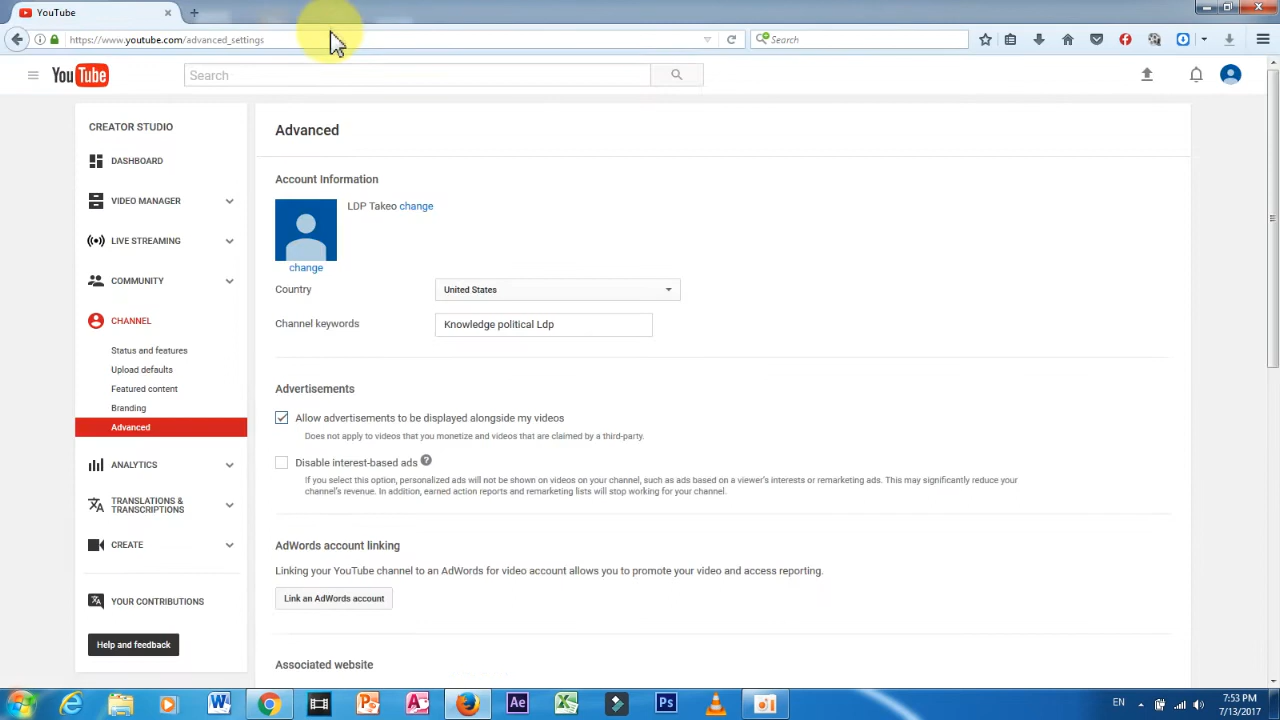 YouTube
https://www.youtube.com/advanced_settings
Search
YouTube
Search
CREATOR STUDIO
DASHBOARD
VIDEO MANAGER
LIVE STREAMING
COMMUNITY
CHANNEL
Status and features
Upload defaults
Featured content
Branding
Advanced
ANALYTICS
TRANSLATIONS &
TRANSCRIPTIONS
CREATE
YOUR CONTRIBUTIONS
Help and feedback
Advanced
Account Information
LDP Takeo change
change
Country
United States
Channel keywords
Knowledge political Ldp
Advertisements
Allow advertisements to be displayed alongside my videos
Does not apply to videos that you monetize and videos that are claimed by a third-party.
Disable interest-based ads
If you select this option, personalized ads will not be shown on videos on your channel, such as ads based on a viewer's interests or remarketing ads. This may significantly reduce your
channel's revenue. In addition, earned action reports and remarketing lists will stop working for your channel.
AdWords account linking
Linking your YouTube channel to an AdWords for video account allows you to promote your video and access reporting.
Link an AdWords account
Associated website
EN
7:53 PM
7/13/2017